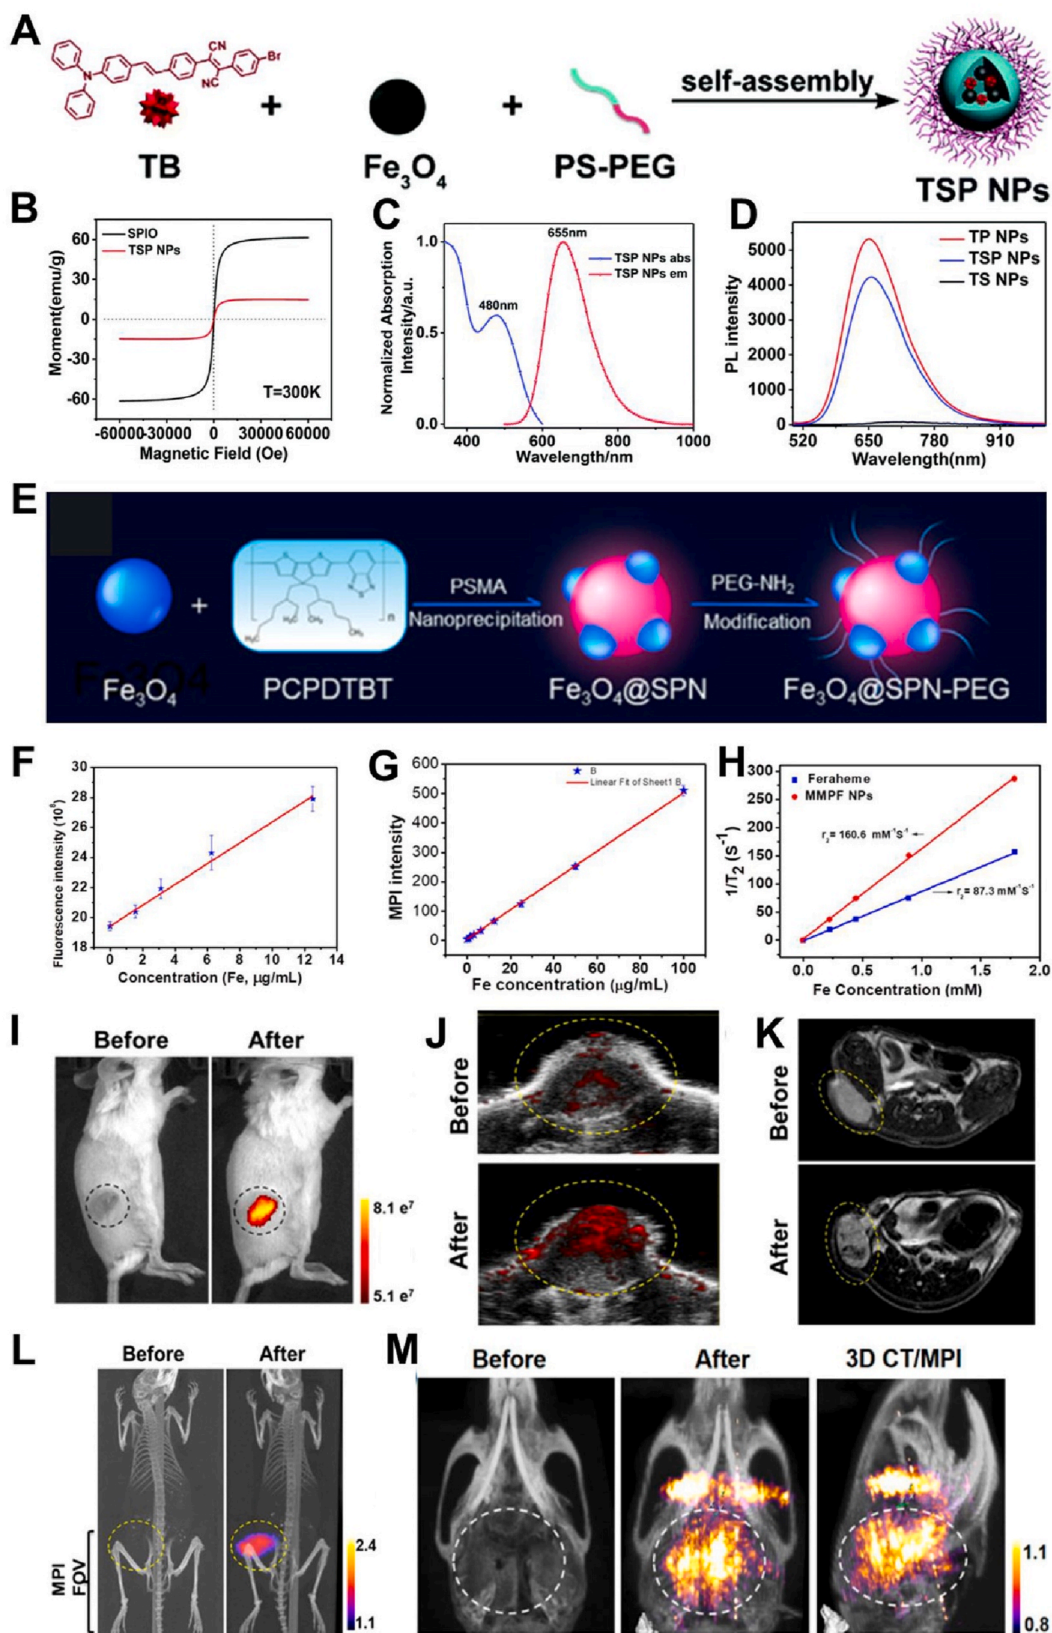 A
CN
CN
Br
N
+
+
self-assembly
TB
Fe₃O₄
PS-PEG
TSP NPs
B
SPIO
TSP NPs
60
30
0
-30
-60
Moment(emu/g)
T=300K
-60000
-30000
0
30000
60000
Magnetic Field (Oe)
C
655nm
TSP NPs abs
TSP NPs em
480nm
1.0
0.5
0.0
Normalized Absorption
Intensity/a.u.
400
600
800
1000
Wavelength/nm
D
TP NPs
TSP NPs
TS NPs
5000
4000
3000
2000
1000
0
PL intensity
520
650
780
910
Wavelength(nm)
E
+
n
H₃C
H₃C
CH₃
CH₃
PSMA
Nanoprecipitation
PEG-NH₂
Modification
Fe3O4
Fe₃O₄
PCPDTBT
Fe₃O₄@SPN
Fe₃O₄@SPN-PEG
F
30
28
26
24
22
20
18
Fluorescence intensity (10⁸)
0 2 4 6 8 10 12 14
Concentration (Fe, μg/mL)
G
B
Linear Fit of Sheet1 B
600
500
400
300
200
100
0
MPI intensity
0 20 40 60 80 100
Fe concentration (μg/mL)
H
Feraheme
MMPF NPs
r₂= 160.6 mM⁻¹S⁻¹
r₂= 87.3 mM⁻¹S⁻¹
300
250
200
150
100
50
0
1/T₂ (s⁻¹)
0.0 0.5 1.0 1.5 2.0
Fe Concentration (mM)
I
Before
After
8.1 e⁷
5.1 e⁷
J
Before
After
K
Before
After
L
Before
After
MPI
FOV
2.4
1.1
M
Before
After
3D CT/MPI
1.1
0.8